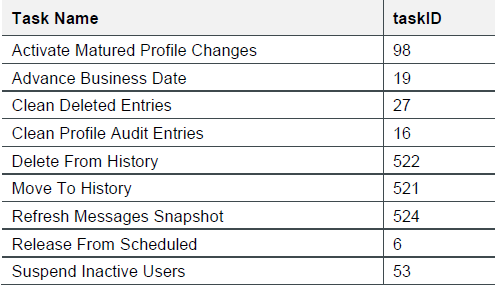 Task Name taskID
Activate Matured Profile Changes 98
Advance Business Date 19
Clean Deleted Entries 27
Clean Profile Audit Entries 16
Delete From History 522
Move To History 521
Refresh Messages Snapshot 524
Release From Scheduled 6
Suspend Inactive Users 53